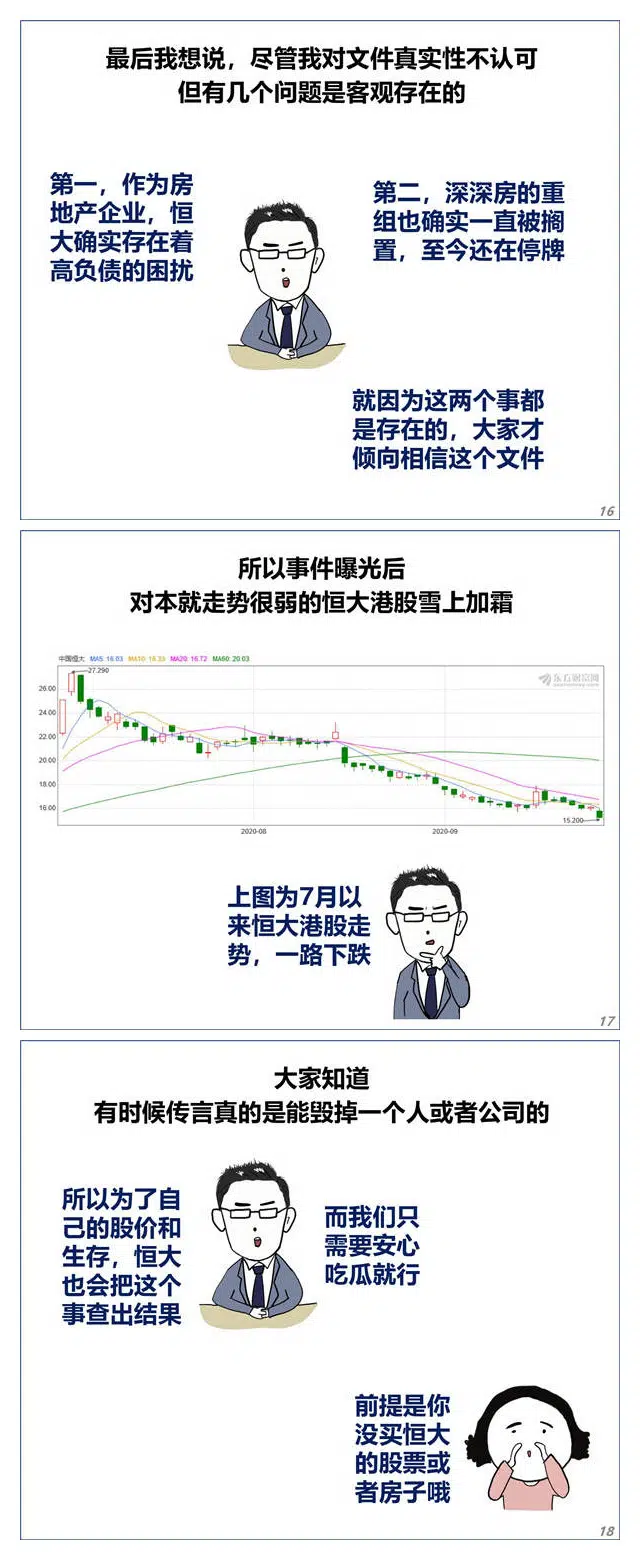 最后我想说，尽管我对文件真实性不认可
但有几个问题是客观存在的
第一，作为房
地产企业，恒
大确实存在着
高负债的困扰
第二，深深房的重
组也确实一直被搁
置，至今还在停牌
就因为这两个事都
是存在的，大家才
倾向相信这个文件
16
所以事件曝光后
对本就走势很弱的恒大港股雪上加霜
中国恒大 MA5: 16.03 MA10: 16.33 MA20: 16.72 MA60: 20.03
27.290
东方财富网
26.00
24.00
22.00
20.00
18.00
16.00
15.200
2020-08 2020-09
上图为7月以
来恒大港股走
势，一路下跌
17
大家知道
有时候传言真的是能毁掉一个人或者公司的
所以为了自
己的股价和
生存，恒大
也会把这个
事查出结果
而我们只
需要安心
吃瓜就行
前提是你
没买恒大
的股票或
者房子哦
18